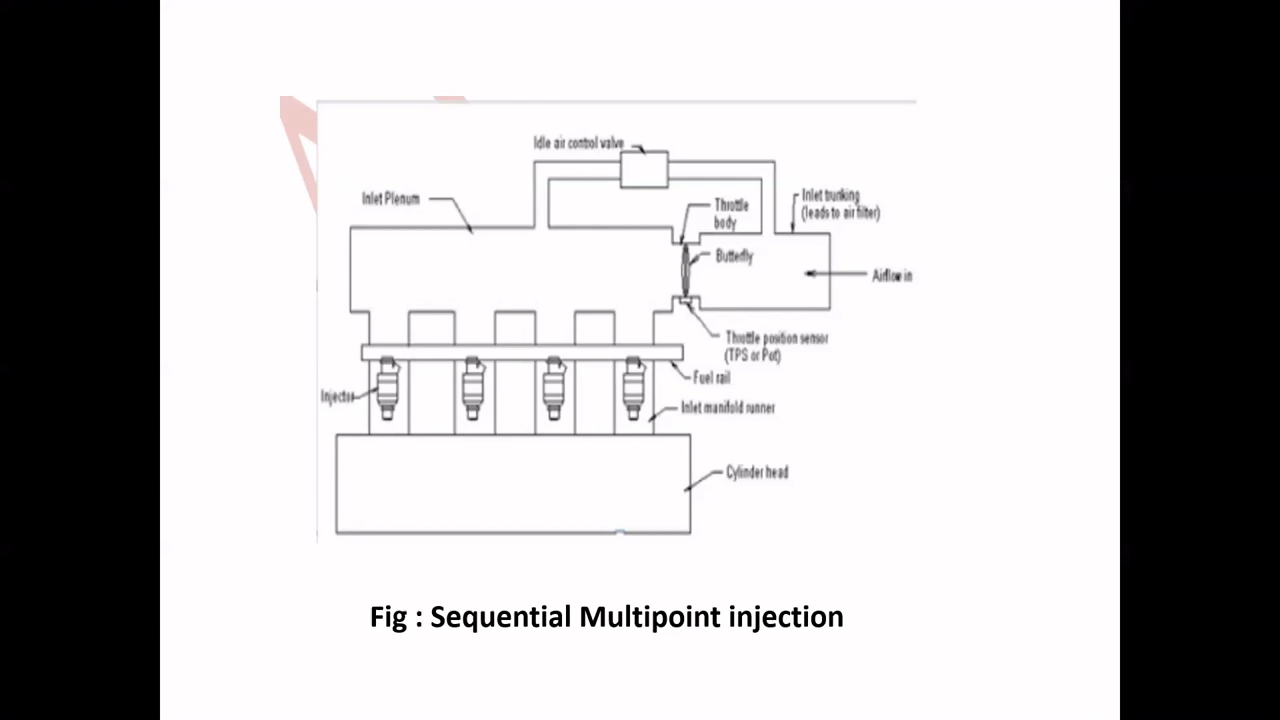 Idle air control valve
Inlet Plenum
Throttle
body
Inlet trunking
(leads to air filter)
Butterfly
Airflow in
Throttle position sensor
(TPS or Pot)
Fuel rail
Injector
Inlet manifold runner
Cylinder head
Fig : Sequential Multipoint injection